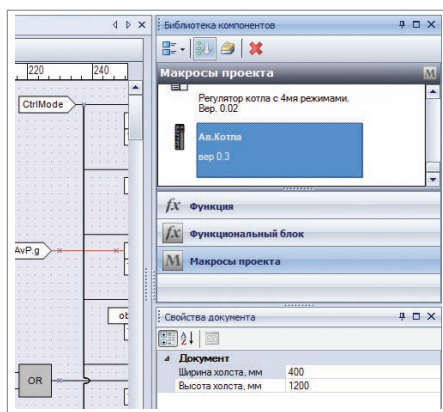 220
240
CtrlMode
AvP.g
ob
OR
Библиотека компонентов
Макросы проекта
M
Регулятор котла с 4мя режимами.
Вер. 0.02
Ав.Котла
вер 0.3
fx Функция
fx Функциональный блок
M Макросы проекта
Свойства документа
Документ
Ширина холста, мм 400
Высота холста, мм 1200